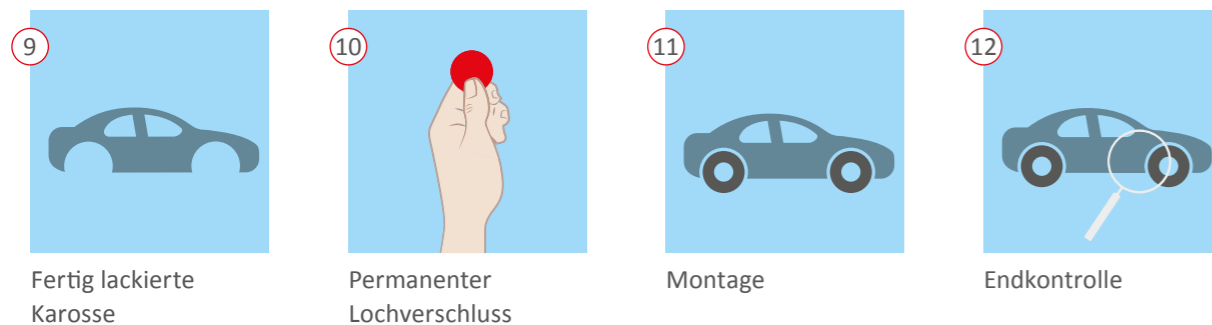 9
10
11
12
Fertig lackierte
Karosse
Permanenter
Lochverschluss
Montage
Endkontrolle